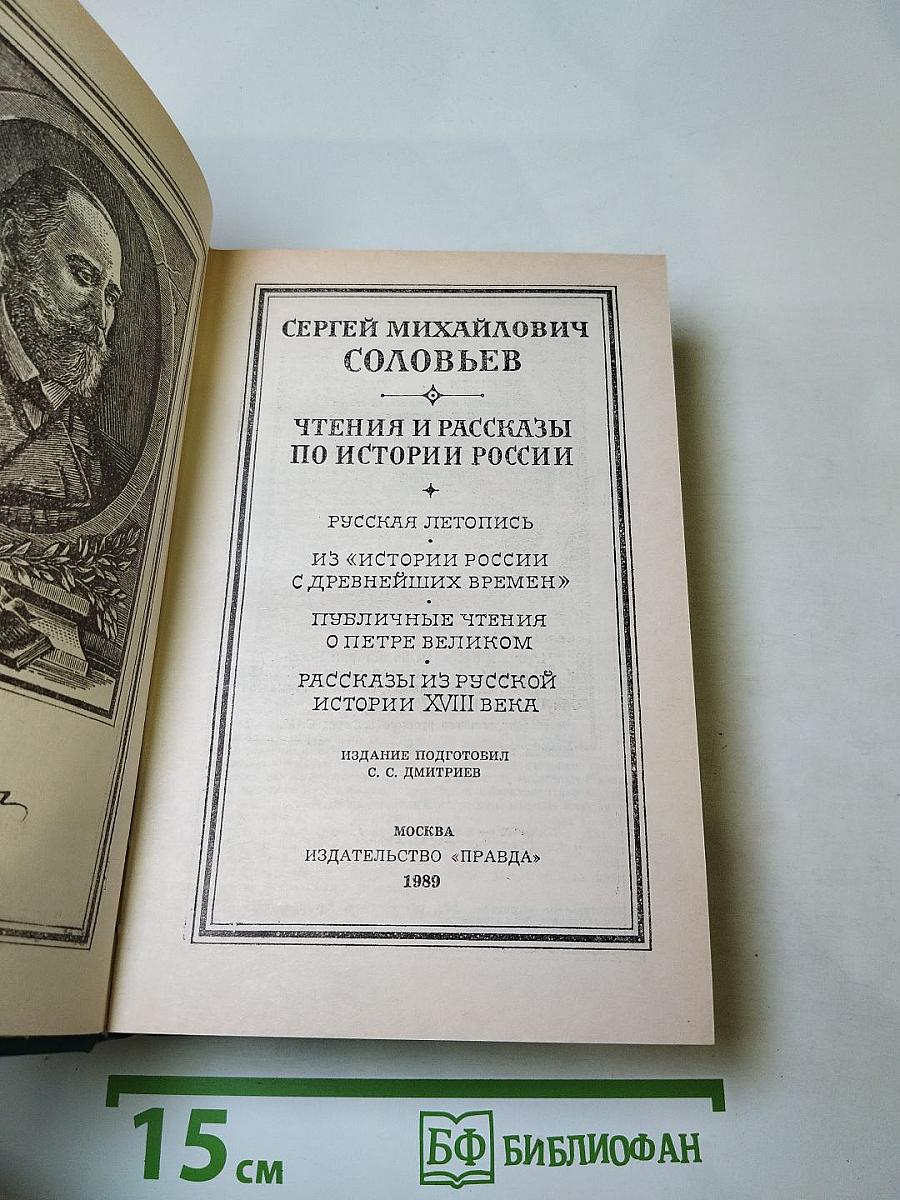 СЕРГЕЙ МИХАЙЛОВИЧ
СОЛОВЬЕВ
ЧТЕНИЯ И РАССКАЗЫ
ПО ИСТОРИИ РОССИИ
РУССКАЯ ЛЕТОПИСЬ
ИЗ «ИСТОРИИ РОССИИ
С ДРЕВНЕЙШИХ ВРЕМЕН»
ПУБЛИЧНЫЕ ЧТЕНИЯ
О ПЕТРЕ ВЕЛИКОМ
РАССКАЗЫ ИЗ РУССКОЙ
ИСТОРИИ XVIII ВЕКА
ИЗДАНИЕ ПОДГОТОВИЛ
С. С. ДМИТРИЕВ
МОСКВА
ИЗДАТЕЛЬСТВО «ПРАВДА»
1989
15 см
БФ БИБЛИОФАН